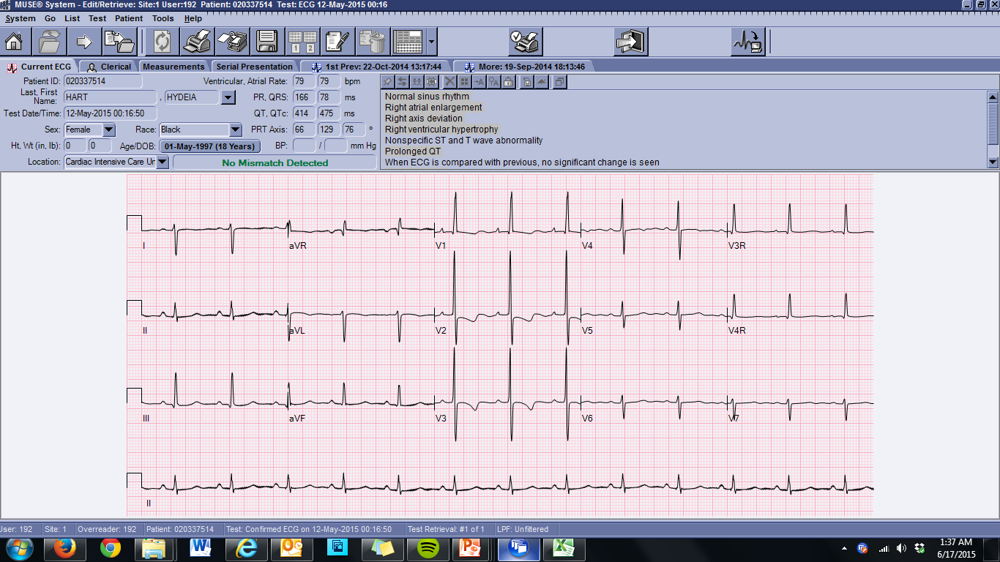 MUSE® System - Edit/Retrieve: Site:1 User:192 Patient: 020337514 Test: ECG 12-May-2015 00:16
System Go List Test Patient Tools Help
1 2
Current ECG Clerical Measurements Serial Presentation 1st Prev: 22-Oct-2014 13:17:44 More: 19-Sep-2014 18:13:46
Patient ID: 020337514 Ventricular, Atrial Rate: 79 79 bpm
Last, First Name: HART , HYDEIA PR, QRS: 166 78 ms
Test Date/Time: 12-May-2015 00:16:50 QT, QTc: 414 475 ms
Sex: Female Race: Black PRT Axis: 66 129 76 °
Ht, Wt (in, lb): 0 0 Age/DOB: 01-May-1997 (18 Years) BP: / mm Hg
Location: Cardiac Intensive Care Un No Mismatch Detected
Normal sinus rhythm
Right atrial enlargement
Right axis deviation
Right ventricular hypertrophy
Nonspecific ST and T wave abnormality
Prolonged QT
When ECG is compared with previous, no significant change is seen
I aVR V1 V4 V3R
II aVL V2 V5 V4R
III aVF V3 V6 V7
II
User: 192 Site: 1 Overreader: 192 Patient: 020337514 Test: Confirmed ECG on 12-May-2015 00:16:50 Test Retrieval: #1 of 1 LPF: Unfiltered
1:37 AM
6/17/2015